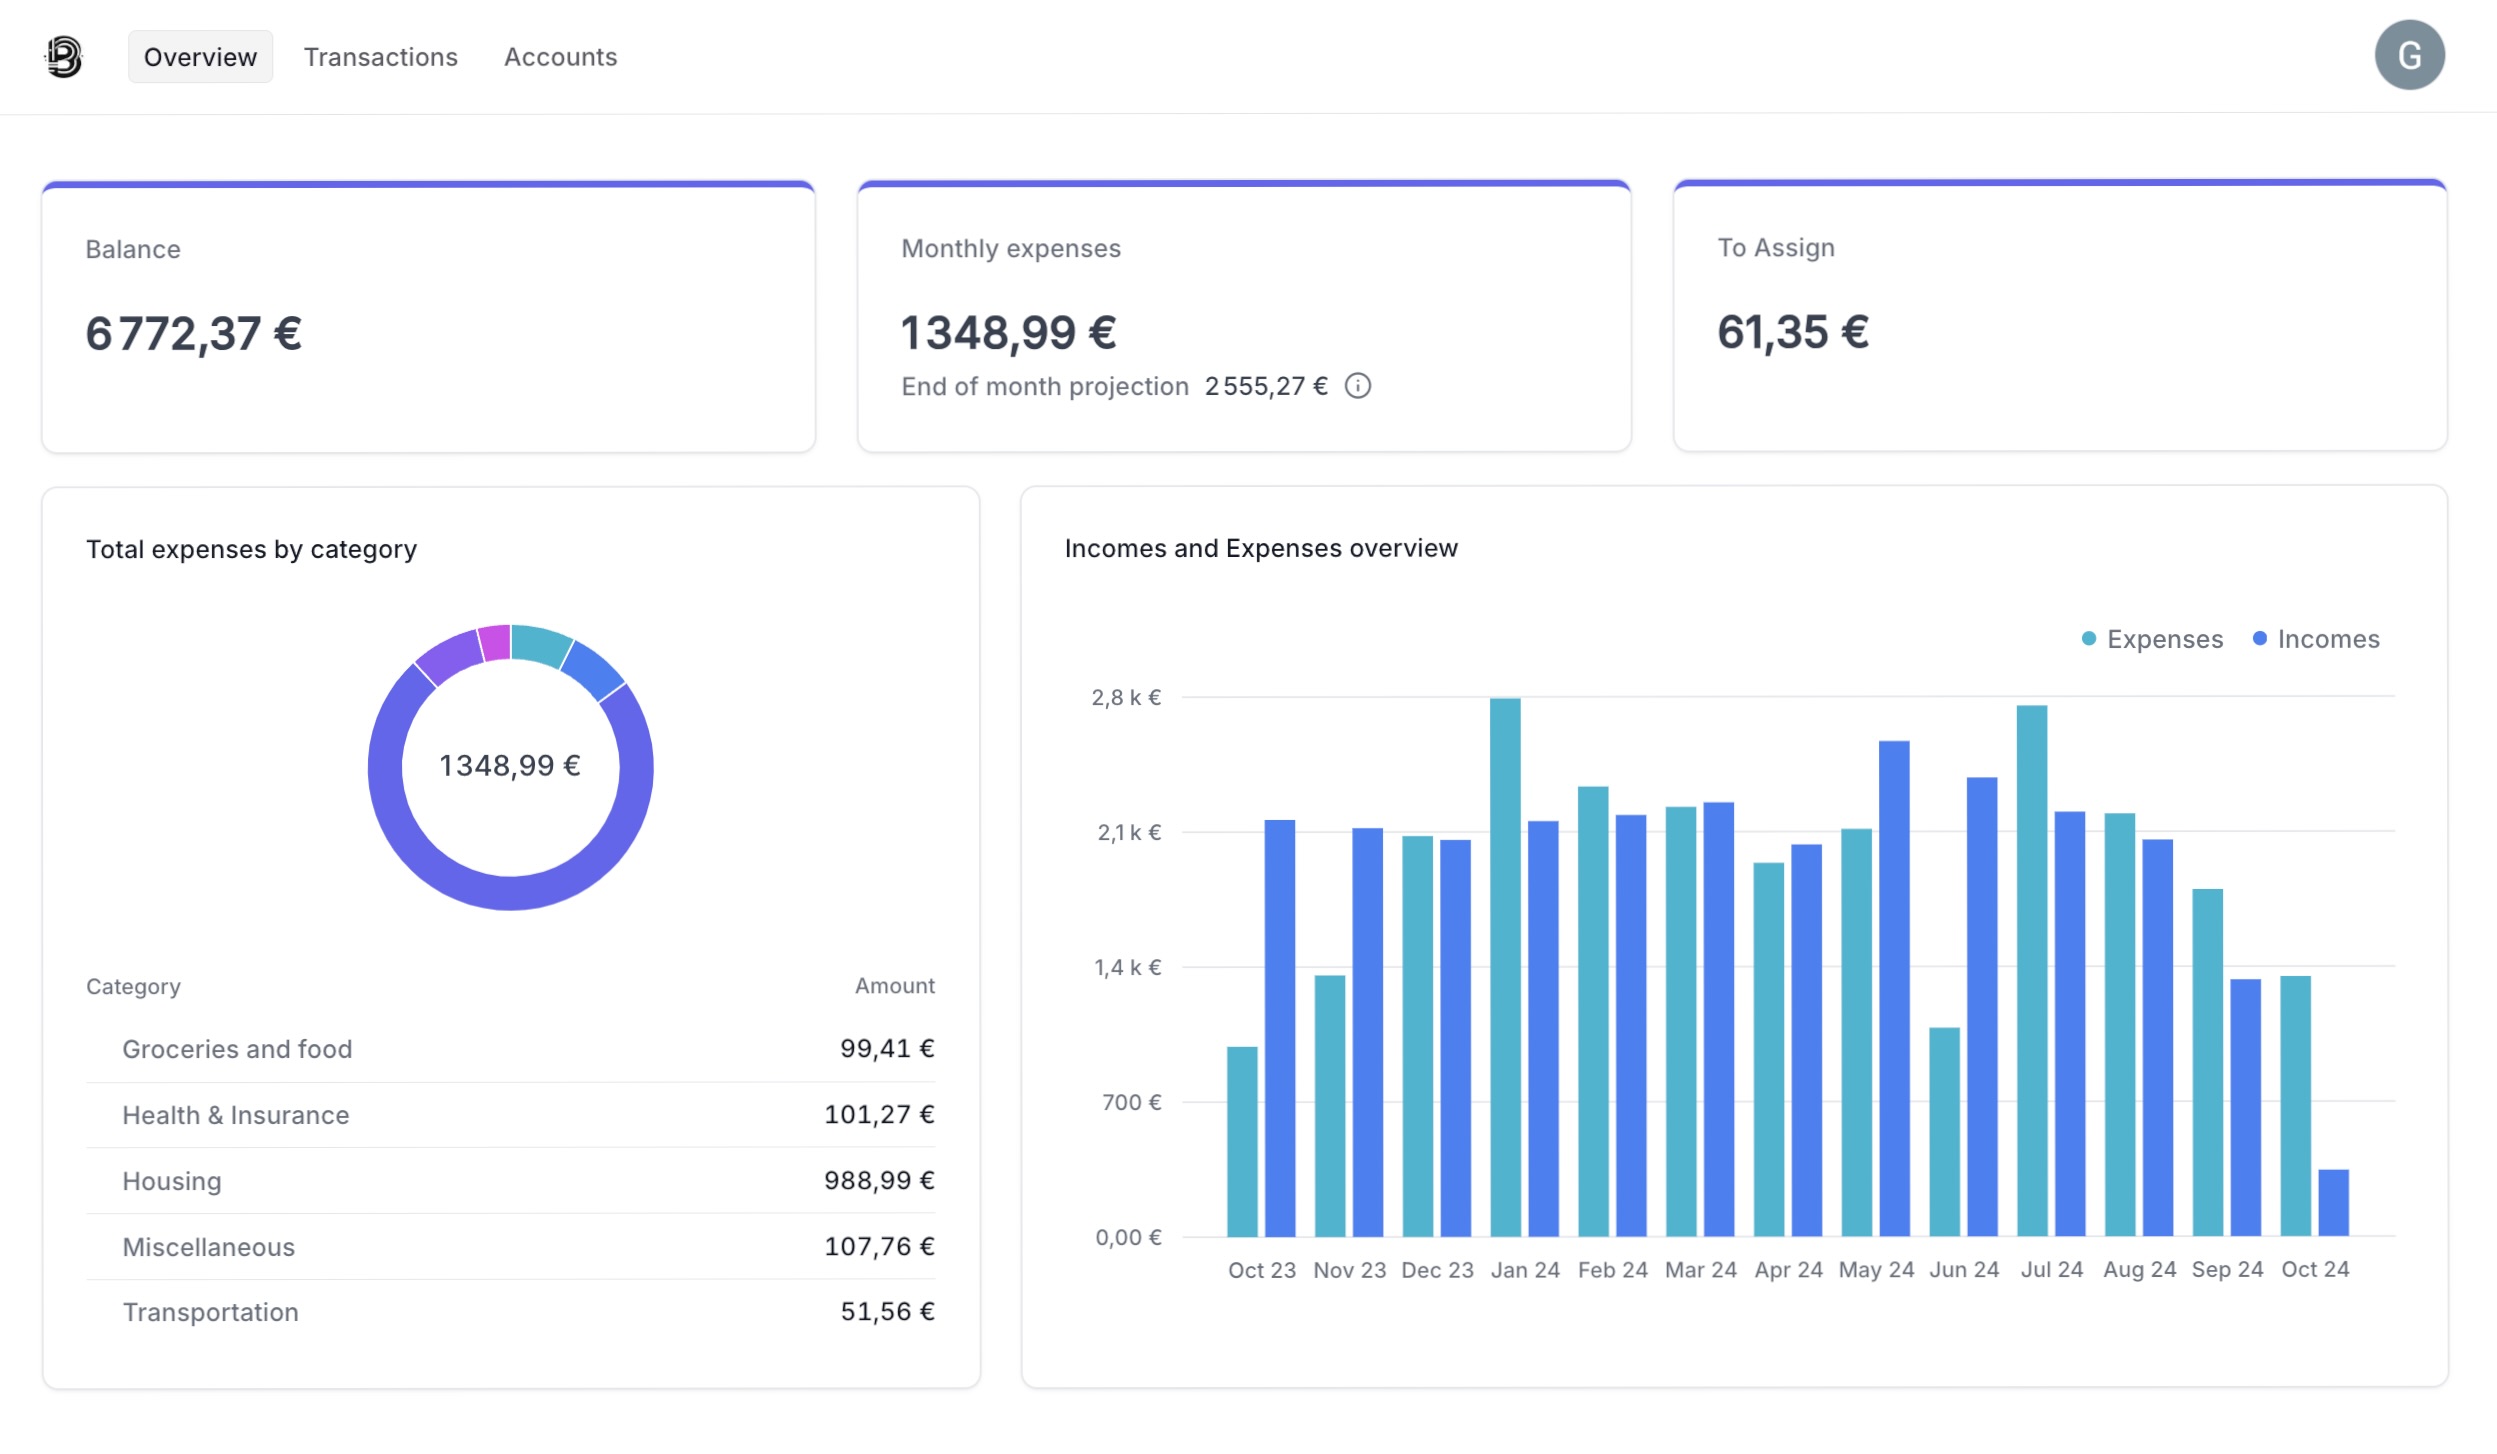 B
Overview Transactions Accounts G
Balance
6 772,37 €
Monthly expenses
1 348,99 €
End of month projection 2 555,27 €
To Assign
61,35 €
Total expenses by category
1 348,99 €
Category Amount
Groceries and food 99,41 €
Health & Insurance 101,27 €
Housing 988,99 €
Miscellaneous 107,76 €
Transportation 51,56 €
Incomes and Expenses overview
Expenses Incomes
2,8 k €
2,1 k €
1,4 k €
700 €
0,00 €
Oct 23 Nov 23 Dec 23 Jan 24 Feb 24 Mar 24 Apr 24 May 24 Jun 24 Jul 24 Aug 24 Sep 24 Oct 24